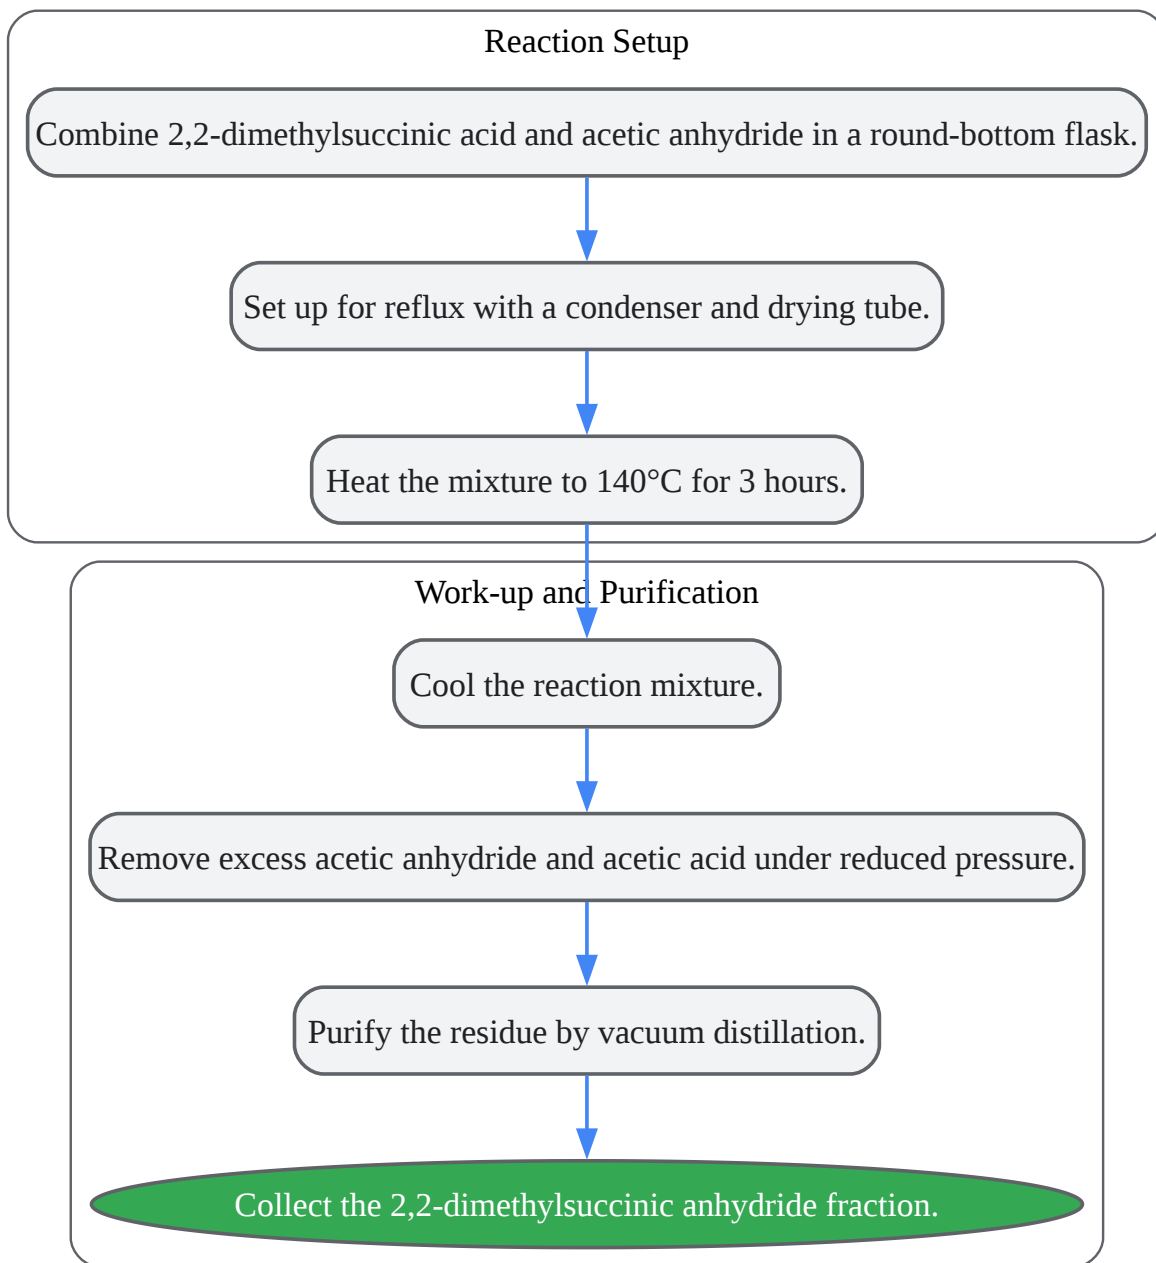 Reaction Setup
Combine 2,2-dimethylsuccinic acid and acetic anhydride in a round-bottom flask.
Set up for reflux with a condenser and drying tube.
Heat the mixture to 140°C for 3 hours.
Work-up and Purification
Cool the reaction mixture.
Remove excess acetic anhydride and acetic acid under reduced pressure.
Purify the residue by vacuum distillation.
Collect the 2,2-dimethylsuccinic anhydride fraction.